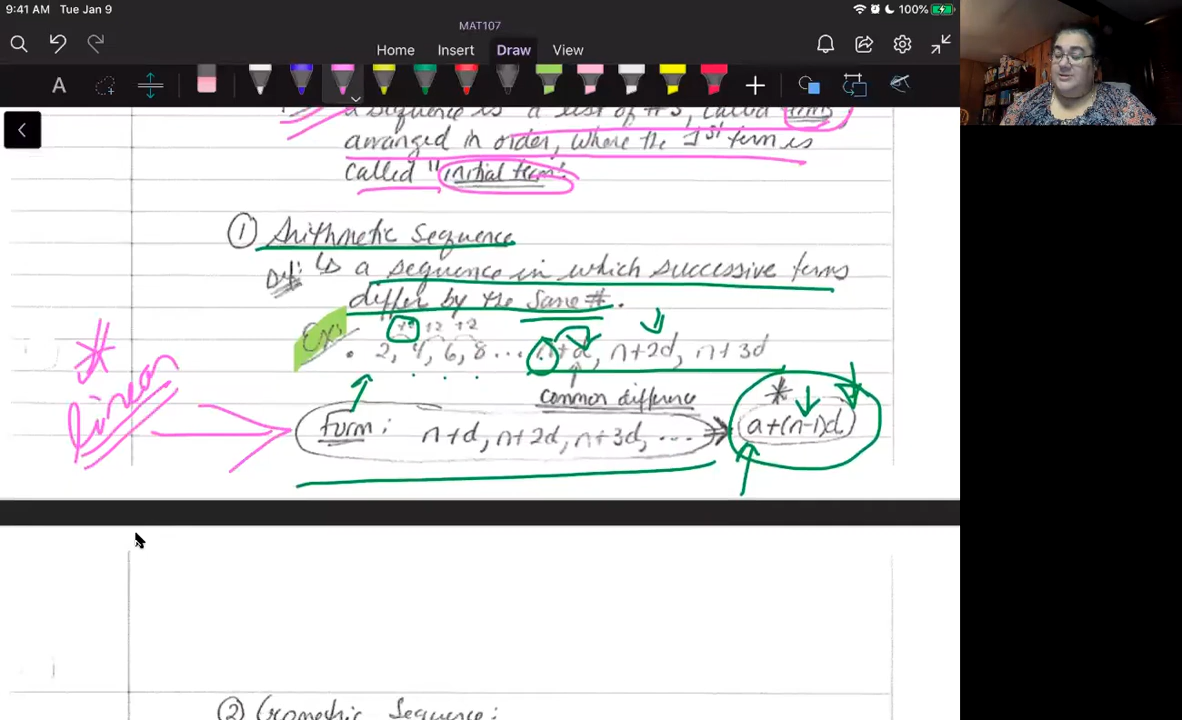 9:41 AM Tue Jan 9
100%
MAT107
Home Insert Draw View
A
a sequence is a list of #'s, called terms
arranged in order, where the 1st term is
called "initial term".
① Arithmetic Sequence
Def: ↳ a sequence in which successive terms
differ by the same #.
+2 +2 +2
Ex:
• 2, 4, 6, 8 ... n+d, n+2d, n+3d
common difference
* linear
form: n+d, n+2d, n+3d, ... ⇒ * a+(n-1)d
② Geometric Sequence: